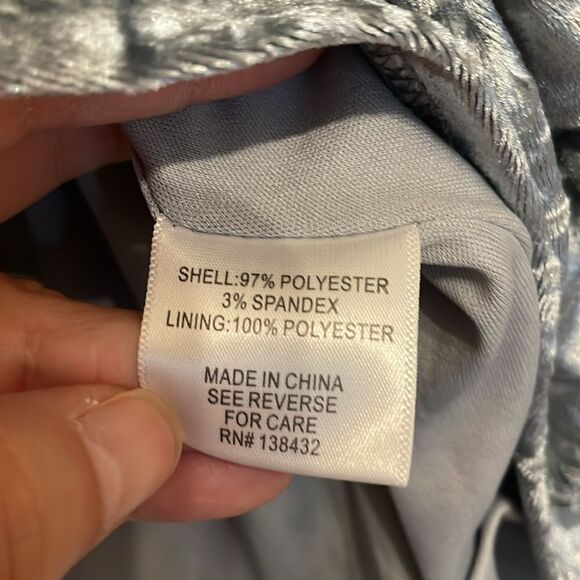 SHELL:97% POLYESTER
3% SPANDEX
LINING:100% POLYESTER
MADE IN CHINA
SEE REVERSE
FOR CARE
RN# 138432